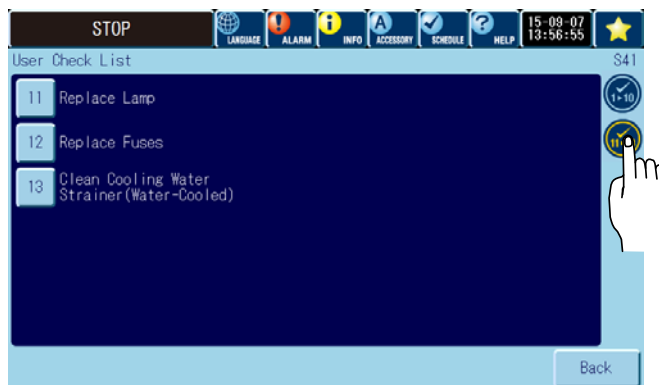 STOP
LANGUAGE
ALARM
INFO
ACCESSORY
SCHEDULE
HELP
15-09-07
13:56:55
User Check List
S41
11 Replace Lamp
1▸10
12 Replace Fuses
13 Clean Cooling Water
Strainer(Water-Cooled)
Back